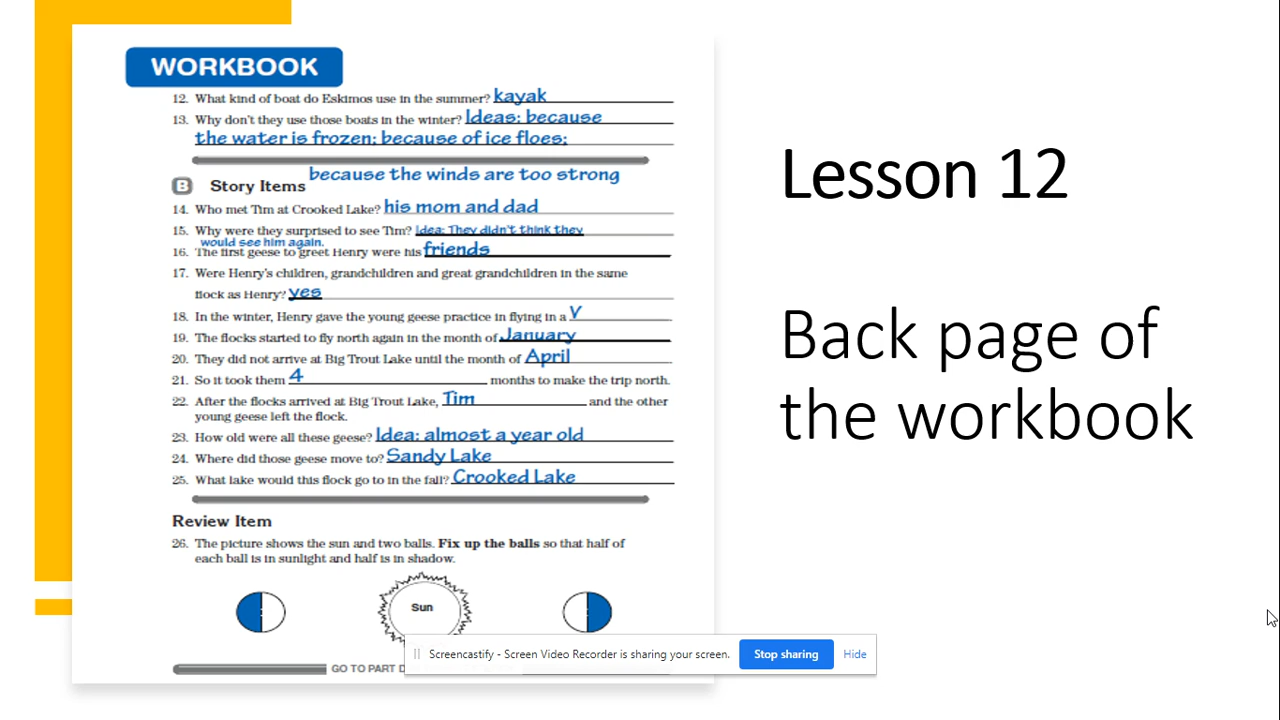 WORKBOOK
12. What kind of boat do Eskimos use in the summer? kayak
13. Why don't they use those boats in the winter? Ideas: because
the water is frozen; because of ice floes;
because the winds are too strong
B Story Items
14. Who met Tim at Crooked Lake? his mom and dad
15. Why were they surprised to see Tim? Idea: They didn't think they
would see him again.
16. The first geese to greet Henry were his friends
17. Were Henry's children, grandchildren and great grandchildren in the same
flock as Henry? yes
18. In the winter, Henry gave the young geese practice in flying in a V
19. The flocks started to fly north again in the month of January
20. They did not arrive at Big Trout Lake until the month of April
21. So it took them 4 months to make the trip north.
22. After the flocks arrived at Big Trout Lake, Tim and the other
young geese left the flock.
23. How old were all these geese? Idea: almost a year old
24. Where did those geese move to? Sandy Lake
25. What lake would this flock go to in the fall? Crooked Lake
Review Item
26. The picture shows the sun and two balls. Fix up the balls so that half of
each ball is in sunlight and half is in shadow.
Sun
GO TO PART D
Screencastify - Screen Video Recorder is sharing your screen. Stop sharing Hide
Lesson 12
Back page of
the workbook